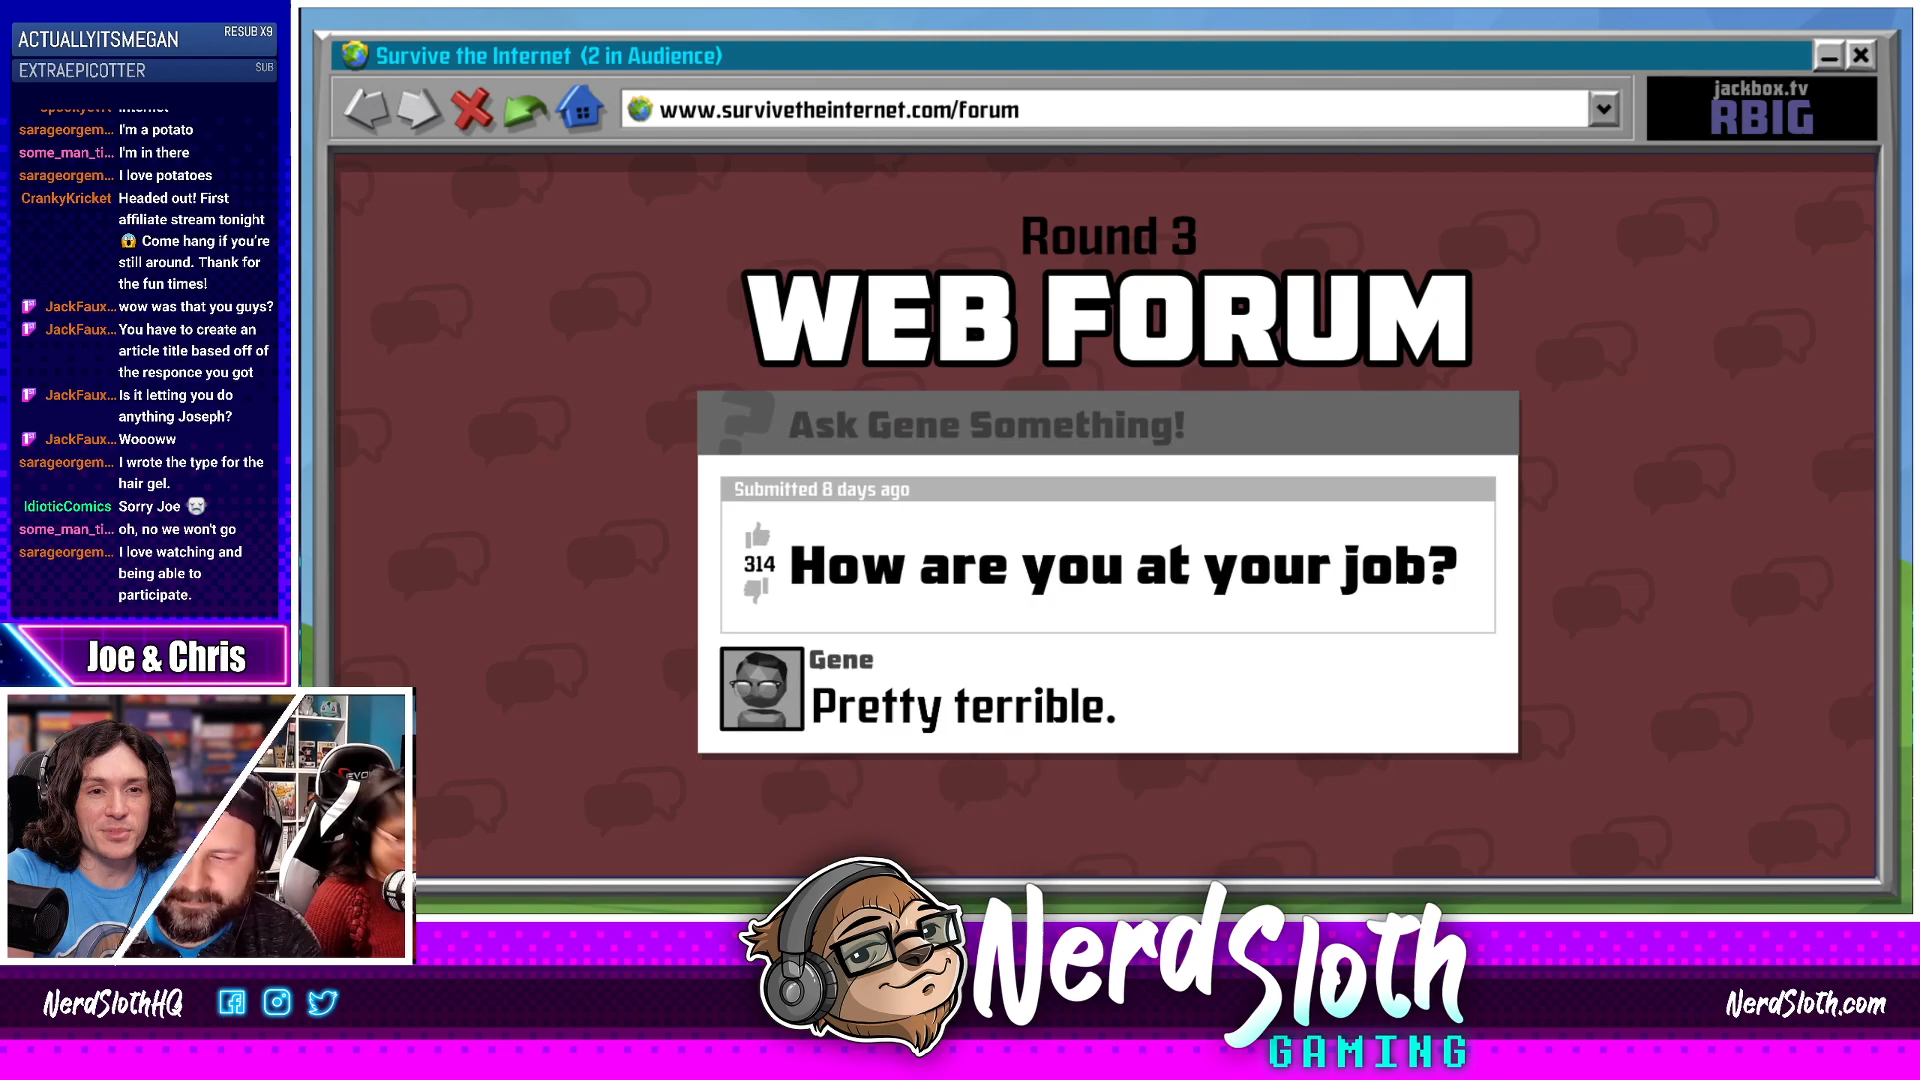 ACTUALLYITSMEGAN RESUB X9
EXTRAEPICOTTER SUB
internet
sarageorgem... I'm a potato
some_man_ti... I'm in there
sarageorgem... I love potatoes
CrankyKricket Headed out! First
affiliate stream tonight
😱 Come hang if you're
still around. Thank for
the fun times!
JackFaux... wow was that you guys?
JackFaux... You have to create an
article title based off of
the responce you got
JackFaux... Is it letting you do
anything Joseph?
JackFaux... Woooww
sarageorgem... I wrote the type for the
hair gel.
IdioticComics Sorry Joe
some_man_ti... oh, no we won't go
sarageorgem... I love watching and
being able to
participate.
Joe & Chris
Survive the Internet (2 in Audience)
www.survivetheinternet.com/forum
jackbox.tv
RBIG
Round 3
WEB FORUM
? Ask Gene Something!
Submitted 8 days ago
314
How are you at your job?
Gene
Pretty terrible.
NerdSlothHQ
NerdSloth
GAMING
NerdSloth.com